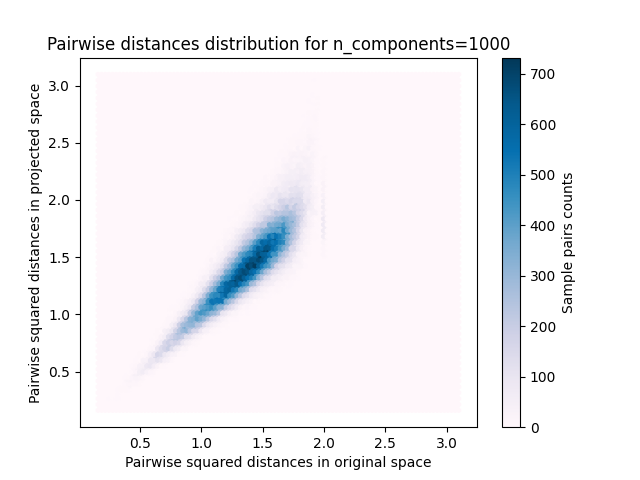 Pairwise distances distribution for n_components=1000
Pairwise squared distances in projected space
3.0
2.5
2.0
1.5
1.0
0.5
0.5 1.0 1.5 2.0 2.5 3.0
Pairwise squared distances in original space
700
600
500
400
300
200
100
0
Sample pairs counts